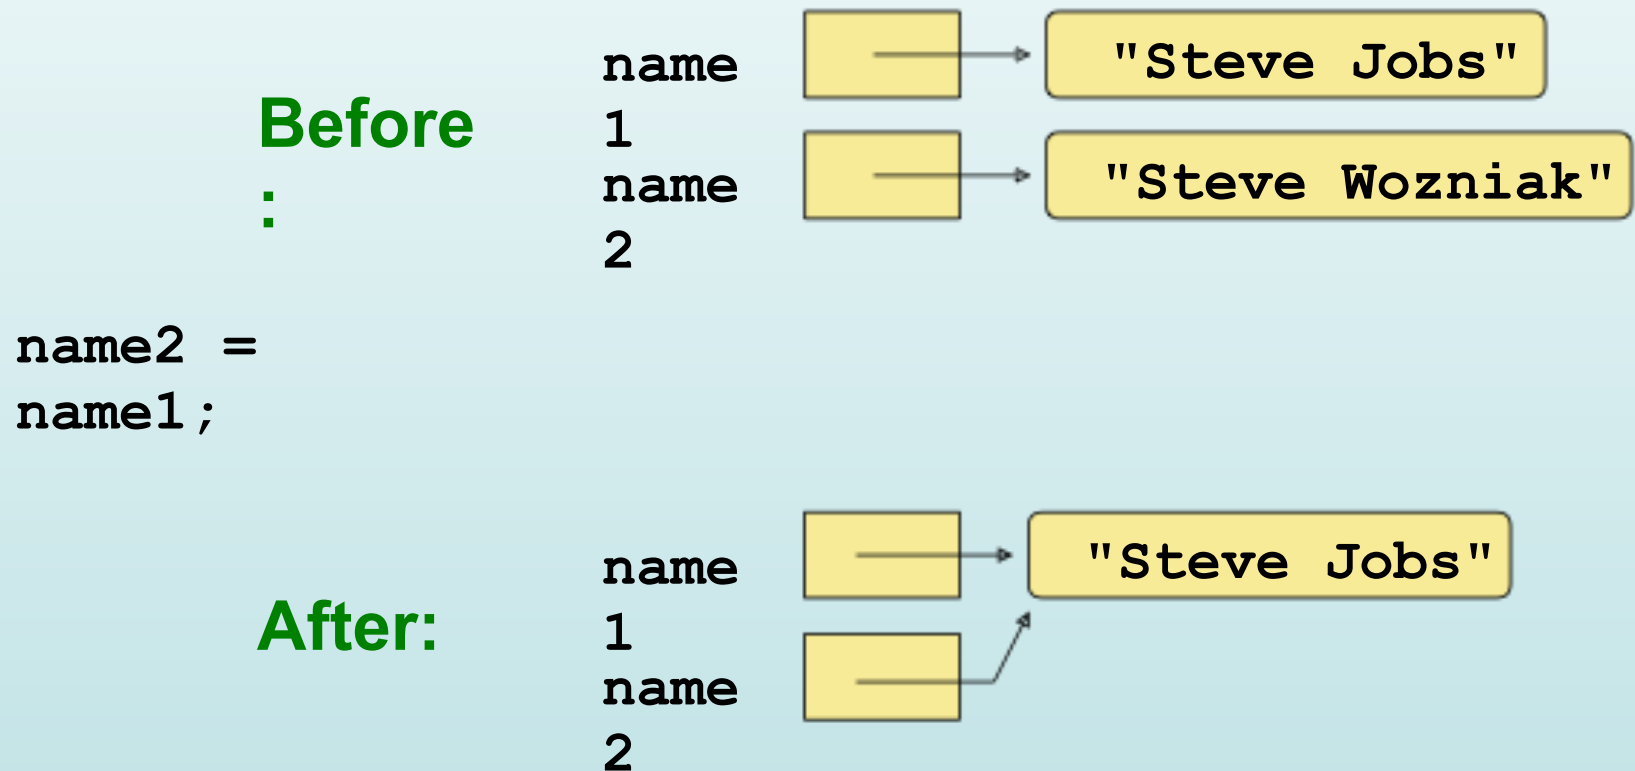 name
1
"Steve Jobs"
Before
:
name
2
"Steve Wozniak"
name2 =
name1;
After:
name
1
"Steve Jobs"
name
2